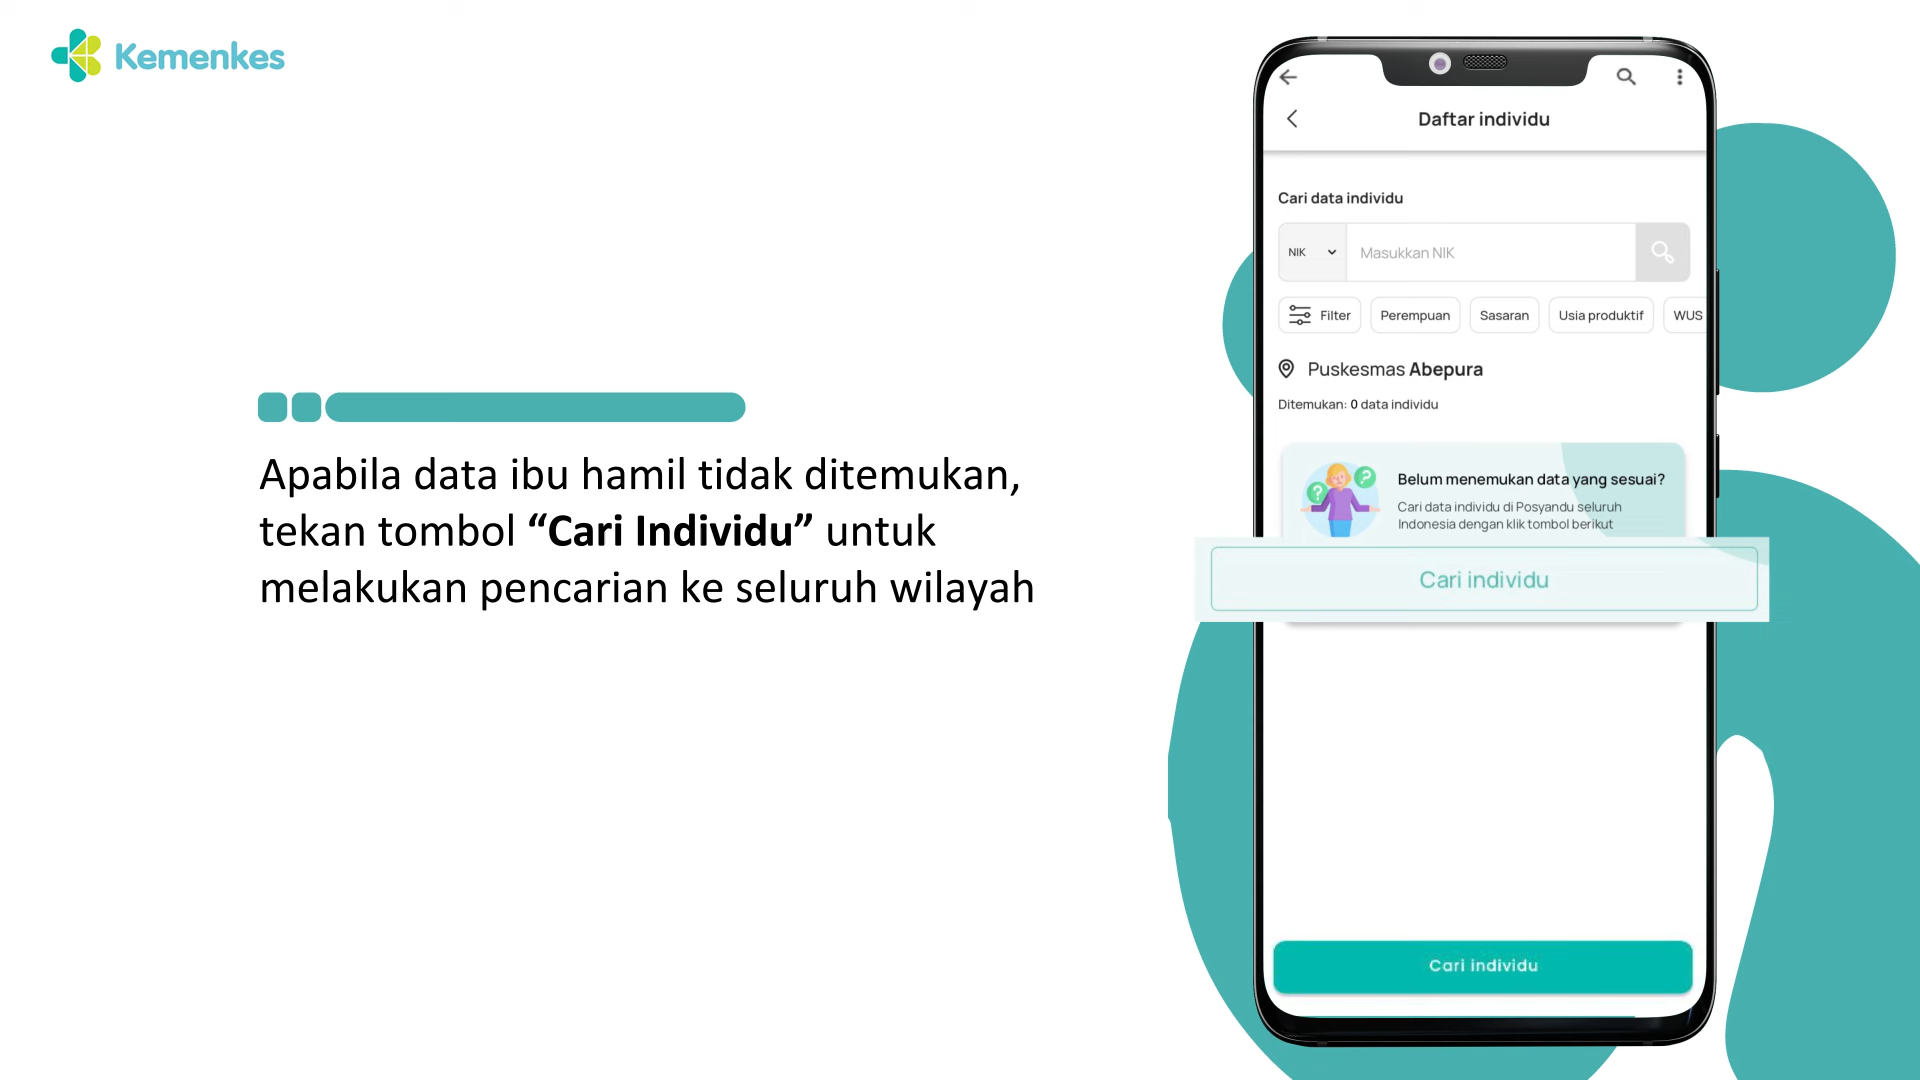 Kemenkes
Apabila data ibu hamil tidak ditemukan,
tekan tombol “Cari Individu” untuk
melakukan pencarian ke seluruh wilayah
Daftar individu
Cari data individu
NIK
Masukkan NIK
Filter
Perempuan
Sasaran
Usia produktif
WUS
Puskesmas Abepura
Ditemukan: 0 data individu
? ?
Belum menemukan data yang sesuai?
Cari data individu di Posyandu seluruh
Indonesia dengan klik tombol berikut
Cari individu
Cari individu